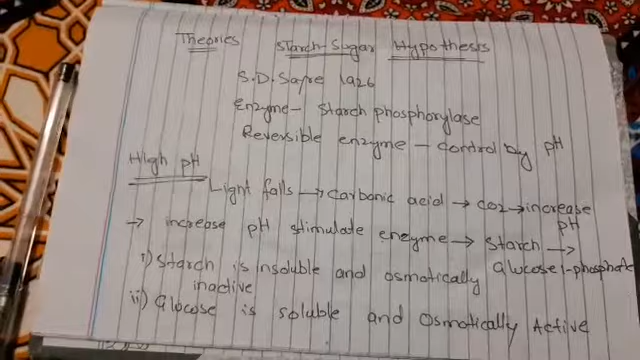 Theories Starch-Sugar Hypothesis
S.D. Sayre 1926
Enzyme- Starch phosphorylase
Reversible enzyme - control by pH
High pH
Light falls → carbonic acid → CO2 → increase pH
→ increase pH stimulate enzyme → Starch →
Glucose 1-phosphate
i) Starch is insoluble and osmotically
inactive
ii) Glucose is soluble and Osmotically Active